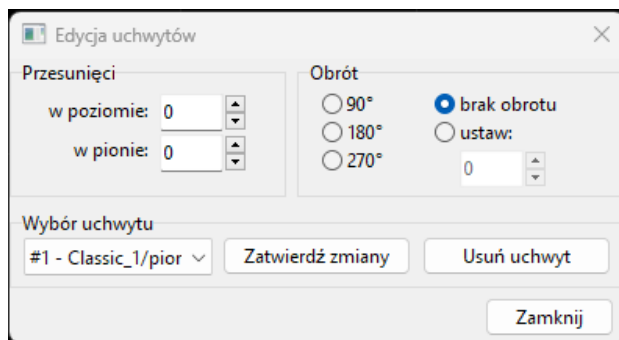 Edycja uchwytów
Przesunięci
w poziomie: 0
w pionie: 0
Obrót
90°
180°
270°
brak obrotu
ustaw:
0
Wybór uchwytu
#1 - Classic_1/pior
Zatwierdź zmiany
Usuń uchwyt
Zamknij